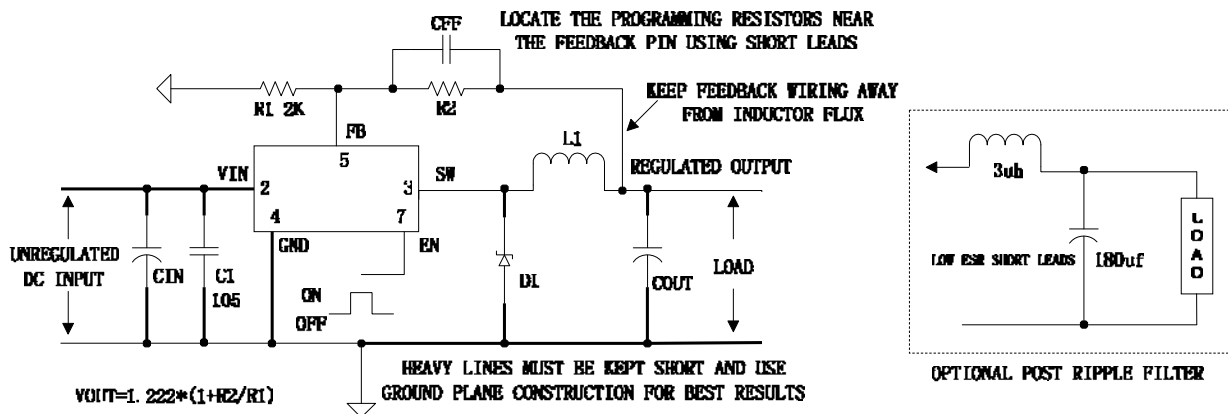 CFF
LOCATE THE PROGRAMMING RESISTORS NEAR
THE FEEDBACK PIN USING SHORT LEADS
R1 2K
R2
KEEP FEEDBACK WIRING AWAY
FROM INDUCTOR FLUX
FB
5
L1
VIN
2
SW
3
REGULATED OUTPUT
4
7
GND
EN
UNREGULATED
DC INPUT
CIN
C1
105
ON
OFF
D1
COUT
LOAD
HEAVY LINES MUST BE KEPT SHORT AND USE
GROUND PLANE CONSTRUCTION FOR BEST RESULTS
VOUT=1.222*(1+R2/R1)
3uh
LOW ESR SHORT LEADS
180uf
LOAD
OPTIONAL POST RIPPLE FILTER